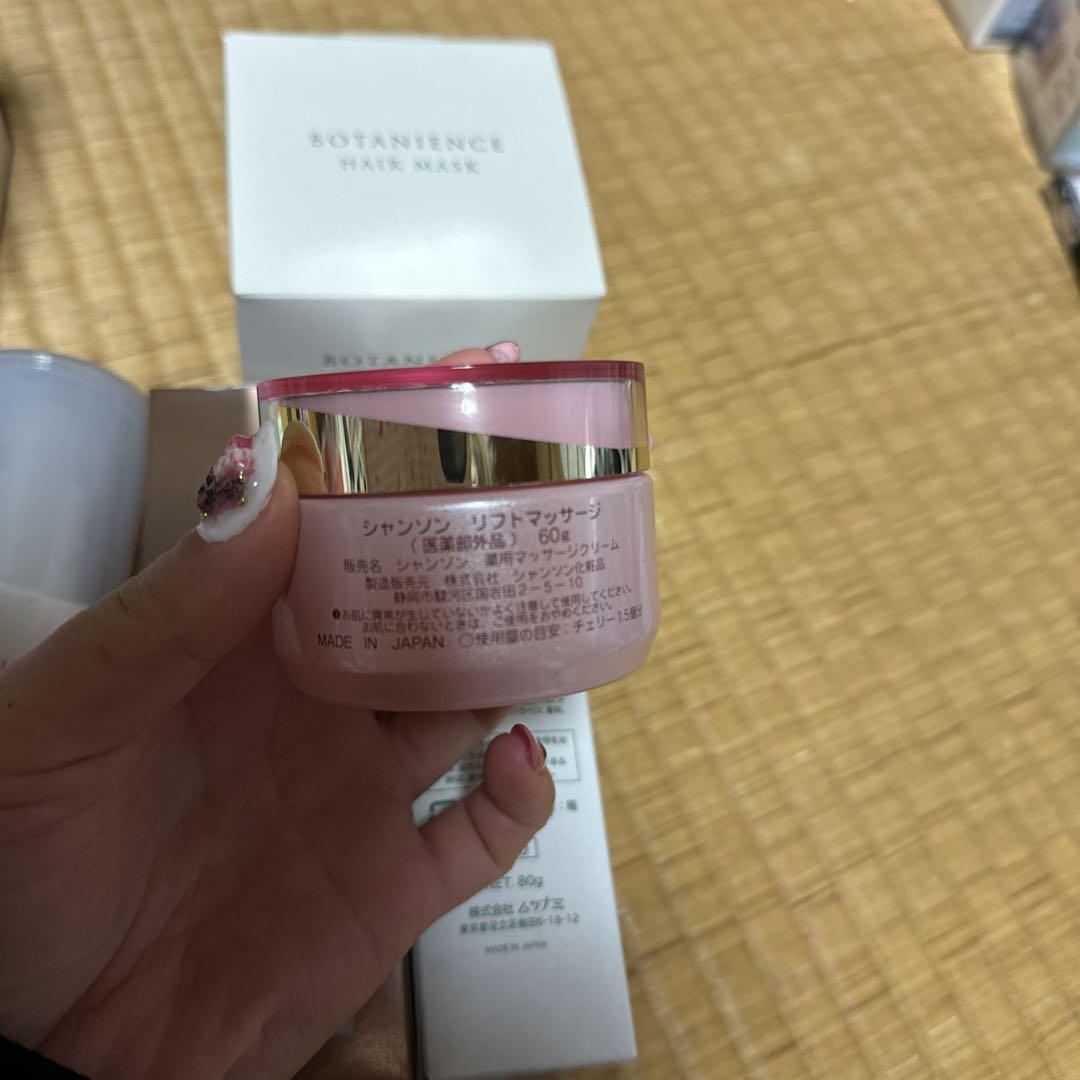 BOTANIENCE
HAIR MASK
シャンソン リフトマッサージ
(医薬部外品) 60g
販売名 シャンソン 薬用マッサージクリーム
製造販売元 株式会社 シャンソン化粧品
静岡市駿河区国吉田2-5-10
お肌に異常が生じていないかよく注意して使用してください。
お肌に合わないときは、ご使用をおやめください。
MADE IN JAPAN ○使用量の目安:チェリー1.5個分
NET. 80g
株式会社 ムツナミ
MADE IN JAPAN